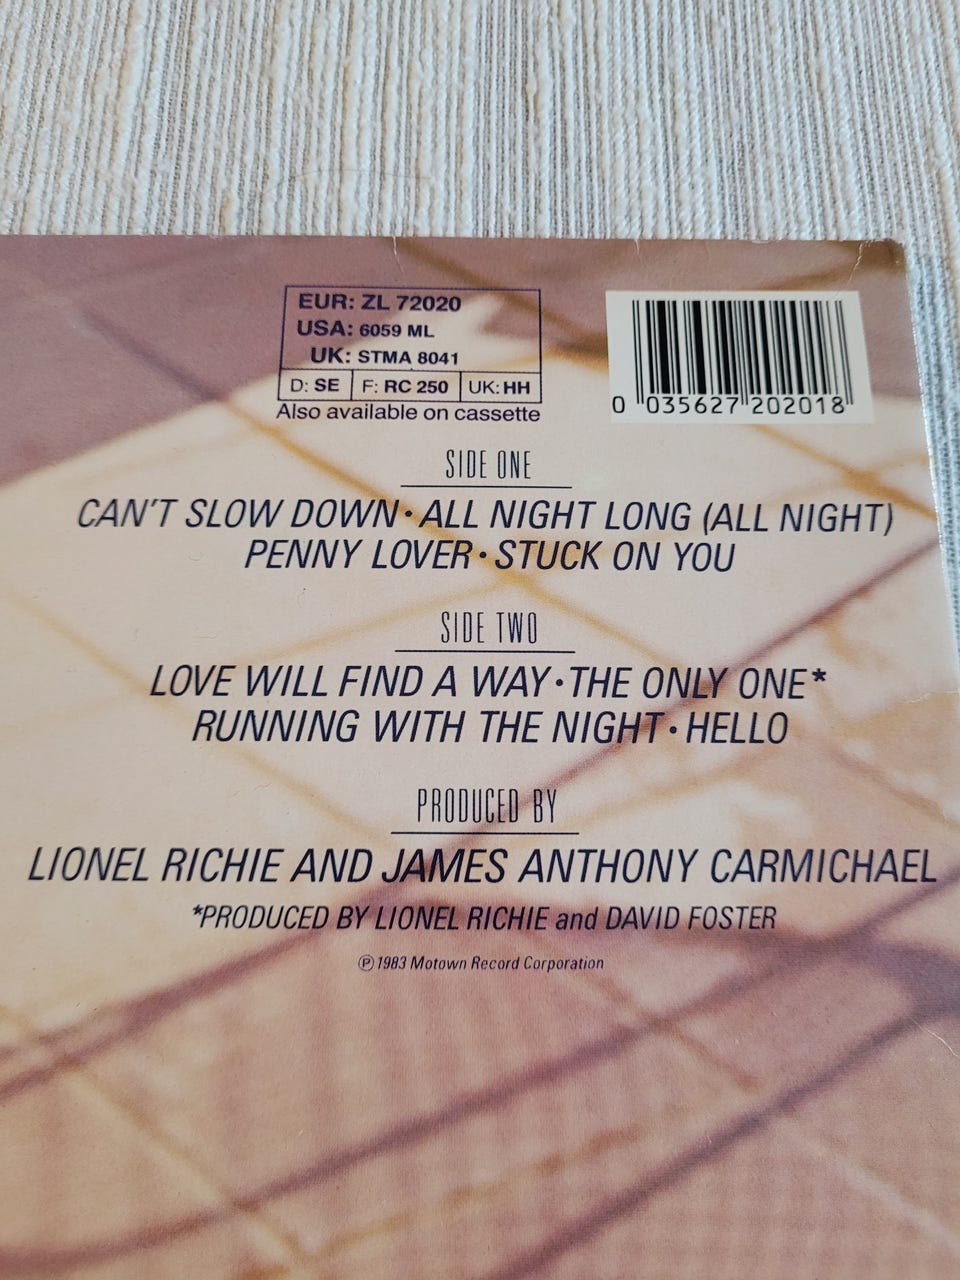 EUR: ZL 72020
USA: 6059 ML
UK: STMA 8041
D: SE F: RC 250 UK: HH
Also available on cassette
0 035627 202018
SIDE ONE
CAN'T SLOW DOWN • ALL NIGHT LONG (ALL NIGHT)
PENNY LOVER • STUCK ON YOU
SIDE TWO
LOVE WILL FIND A WAY • THE ONLY ONE*
RUNNING WITH THE NIGHT • HELLO
PRODUCED BY
LIONEL RICHIE AND JAMES ANTHONY CARMICHAEL
*PRODUCED BY LIONEL RICHIE and DAVID FOSTER
℗ 1983 Motown Record Corporation